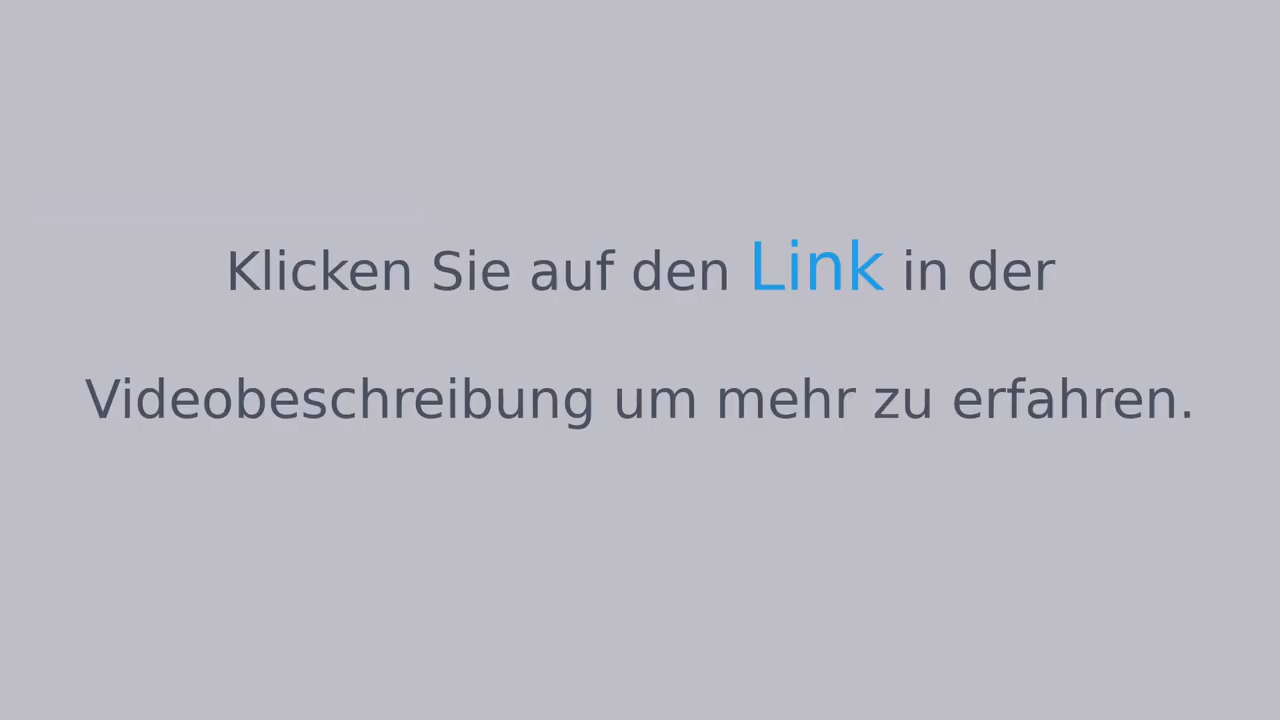 Klicken Sie auf den Link in der
Videobeschreibung um mehr zu erfahren.